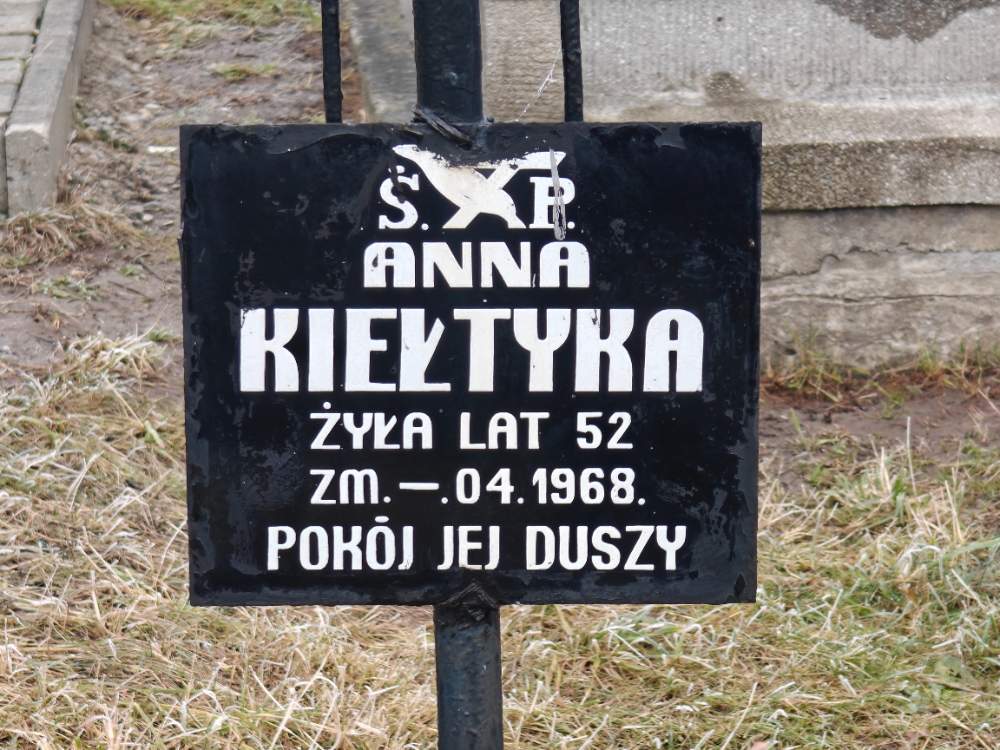 Ś. P.
ANNA
KIEŁTYKA
ŻYŁA LAT 52
ZM. —.04.1968.
POKÓJ JEJ DUSZY